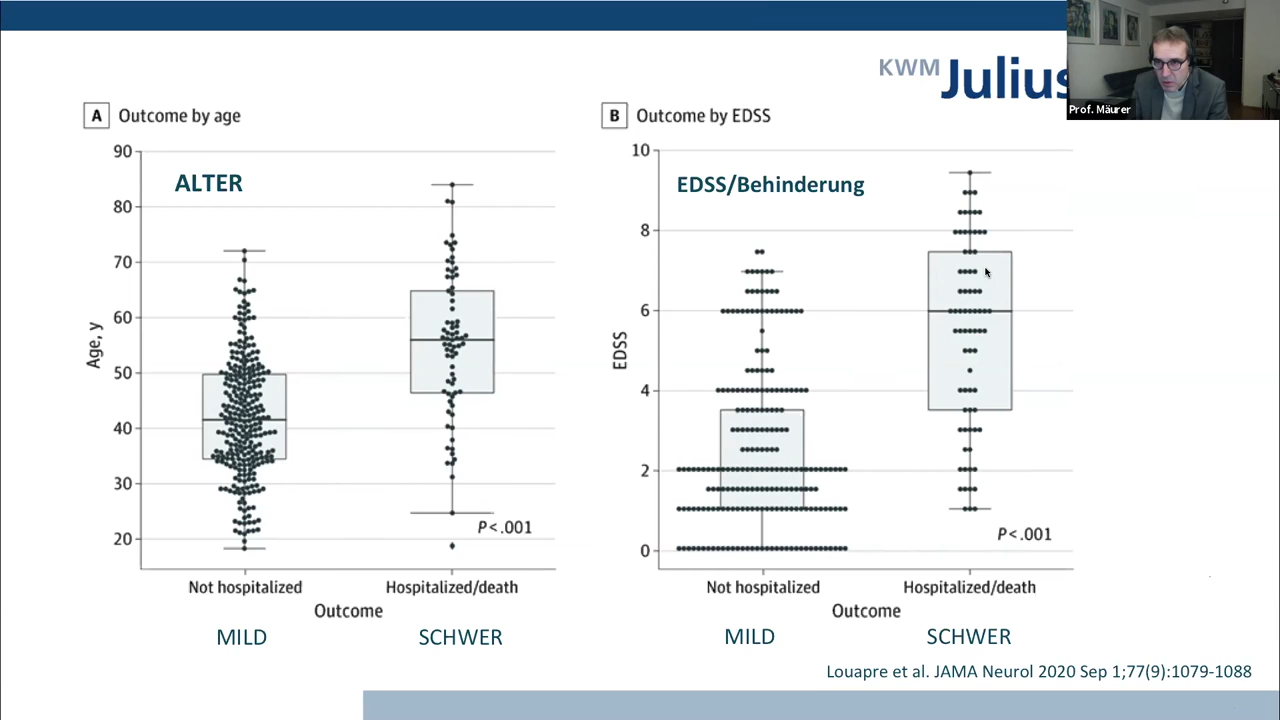 KWM Julius
Prof. Mäurer
A Outcome by age
ALTER
90
80
70
60
50
40
30
20
Age, y
P<.001
Not hospitalized
Hospitalized/death
Outcome
MILD
SCHWER
B Outcome by EDSS
EDSS/Behinderung
10
8
6
4
2
0
EDSS
P<.001
Not hospitalized
Hospitalized/death
Outcome
MILD
SCHWER
Louapre et al. JAMA Neurol 2020 Sep 1;77(9):1079-1088